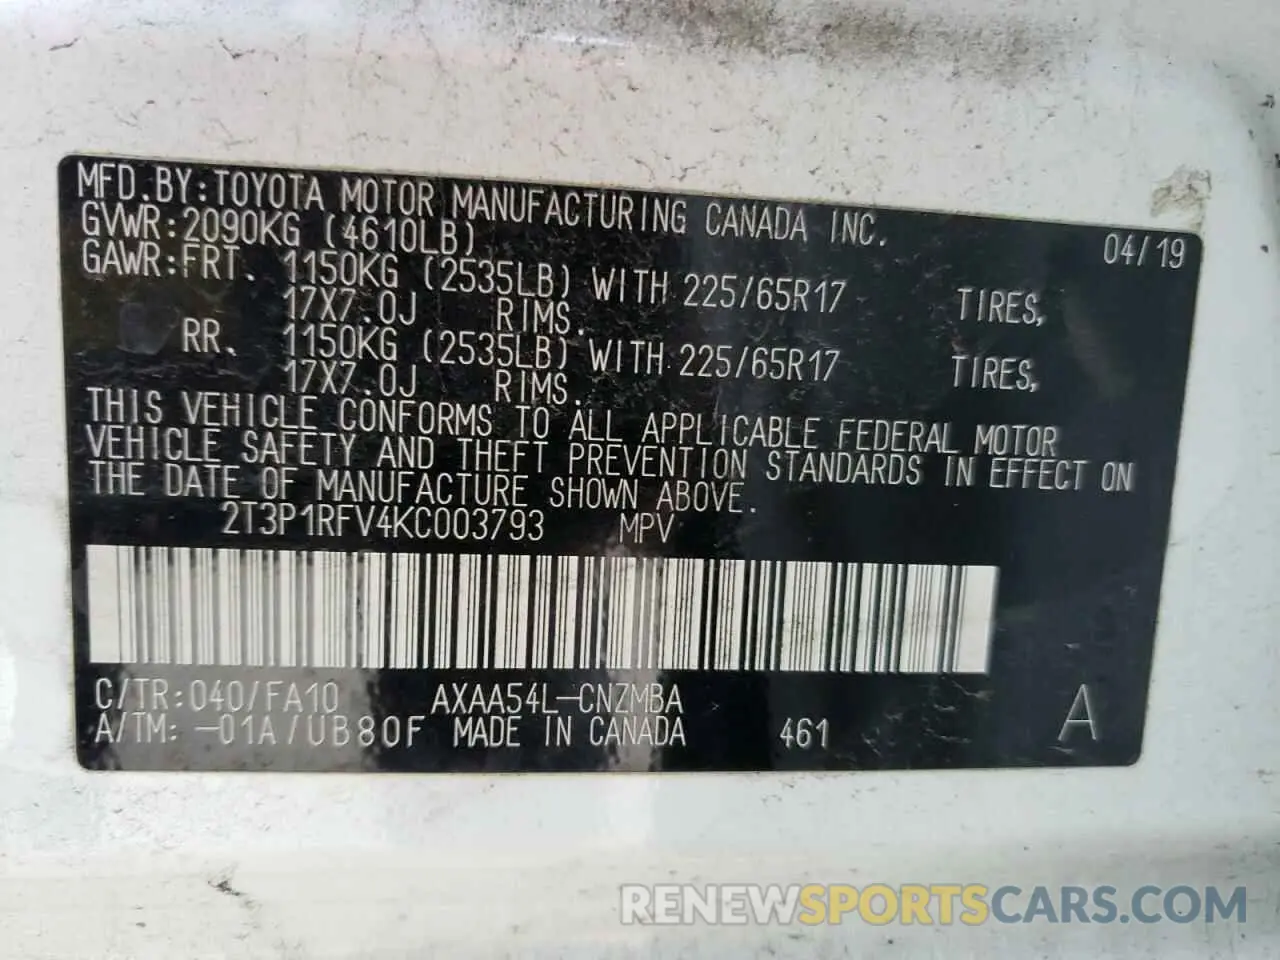 MFD.BY:TOYOTA MOTOR MANUFACTURING CANADA INC.
GVWR:2090KG (4610LB) 04/19
GAWR:FRT. 1150KG (2535LB) WITH 225/65R17 TIRES,
17X7.0J RIMS.
RR. 1150KG (2535LB) WITH 225/65R17 TIRES,
17X7.0J RIMS.
THIS VEHICLE CONFORMS TO ALL APPLICABLE FEDERAL MOTOR
VEHICLE SAFETY AND THEFT PREVENTION STANDARDS IN EFFECT ON
THE DATE OF MANUFACTURE SHOWN ABOVE.
2T3P1RFV4KC003793 MPV
C/TR:040/FA10 AXAA54L-CNZMBA A
A/TM: -01A/UB80F MADE IN CANADA 461
RENEWSPORTSCARS.COM